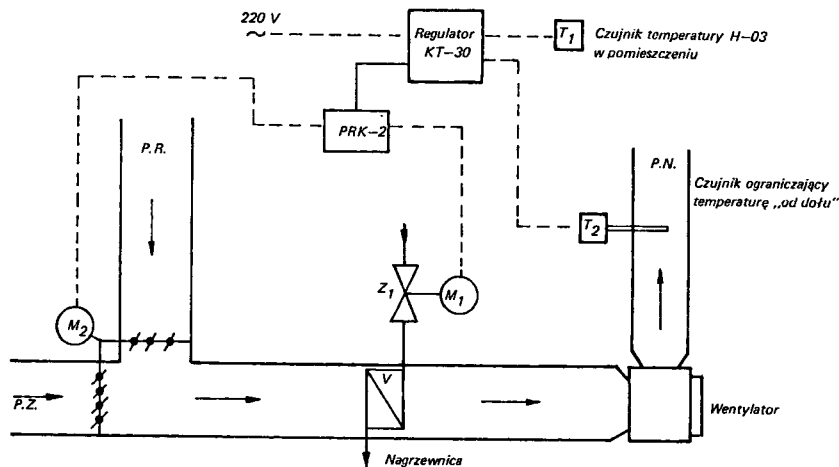 220 V
~
Regulator
KT–30
T1
Czujnik temperatury H–03
w pomieszczeniu
PRK–2
P.R.
P.N.
Czujnik ograniczający
temperaturę „od dołu"
T2
Z1
M1
M2
P.Z.
V
Wentylator
Nagrzewnica